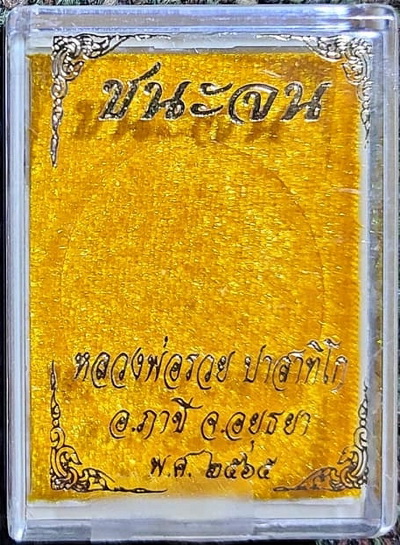 ชนะจน
หลวงพ่อรวย ปาสาทิโก
อ.ภาชี จ.อยุธยา
พ.ศ. ๒๕๖๕